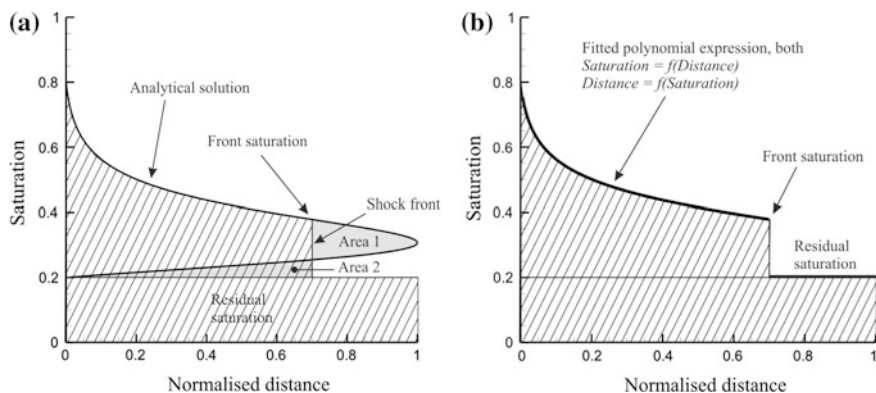 (a)
1
0.8
0.6
0.4
0.2
0
Saturation
Analytical solution
Front saturation
Shock front
Area 1
Area 2
Residual
saturation
0
0.2
0.4
0.6
0.8
1
Normalised distance
(b)
1
0.8
0.6
0.4
0.2
0
Saturation
Fitted polynomial expression, both
Saturation = f(Distance)
Distance = f(Saturation)
Front saturation
Residual
saturation
0
0.2
0.4
0.6
0.8
1
Normalised distance